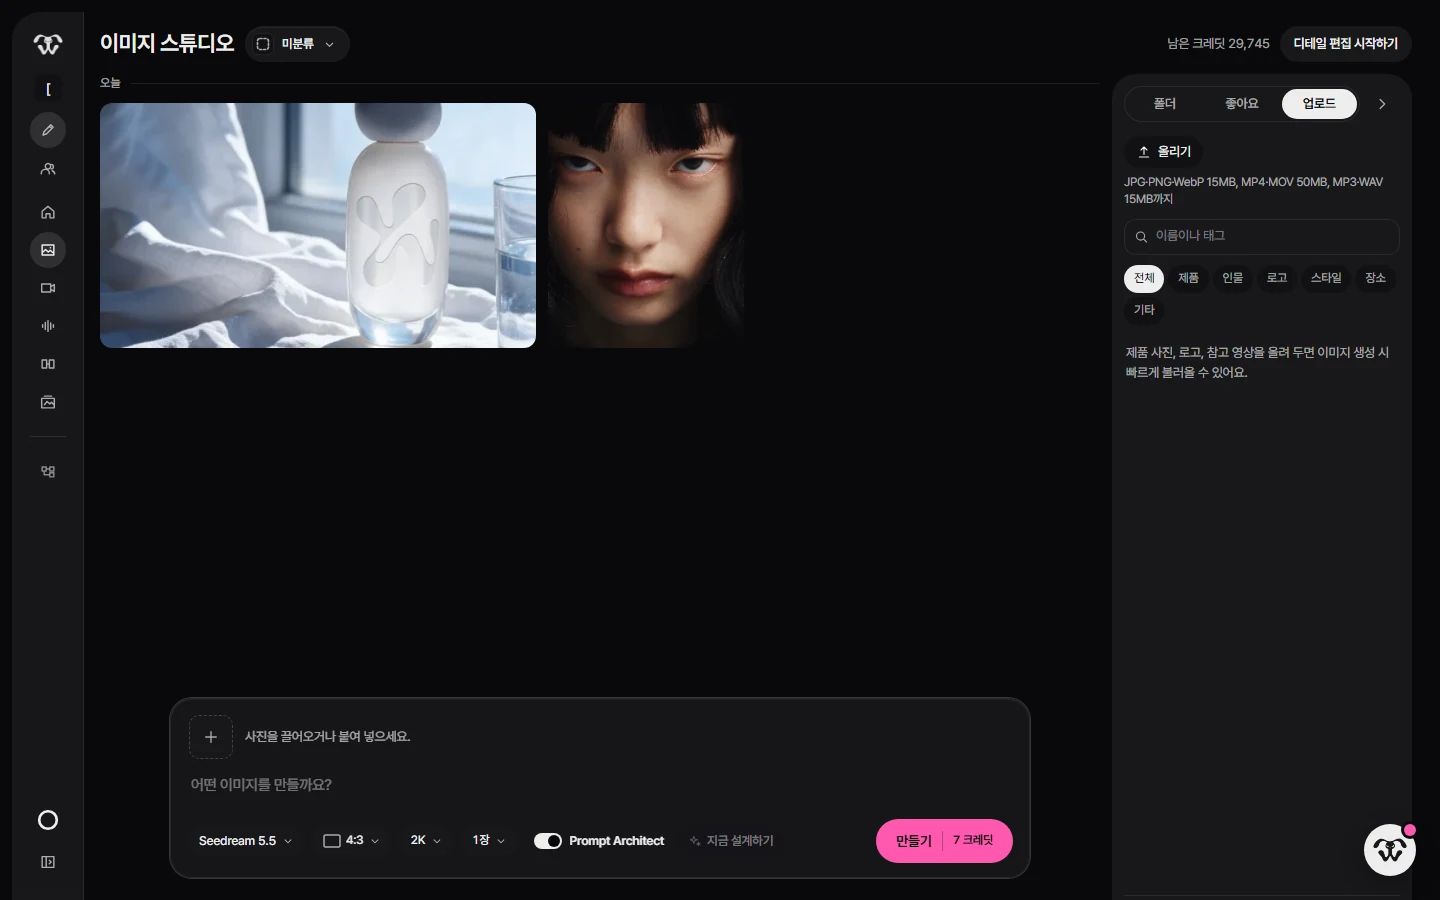 이미지 스튜디오
미분류
남은 크레딧 29,745
디테일 편집 시작하기
[
오늘
폴더
좋아요
업로드
올리기
JPG·PNG·WebP 15MB, MP4·MOV 50MB, MP3·WAV
15MB까지
이름이나 태그
전체
제품
인물
로고
스타일
장소
기타
제품 사진, 로고, 참고 영상을 올려 두면 이미지 생성 시
빠르게 불러올 수 있어요.
사진을 끌어오거나 붙여 넣으세요.
어떤 이미지를 만들까요?
Seedream 5.5
4:3
2K
1장
Prompt Architect
지금 설계하기
만들기
7 크레딧